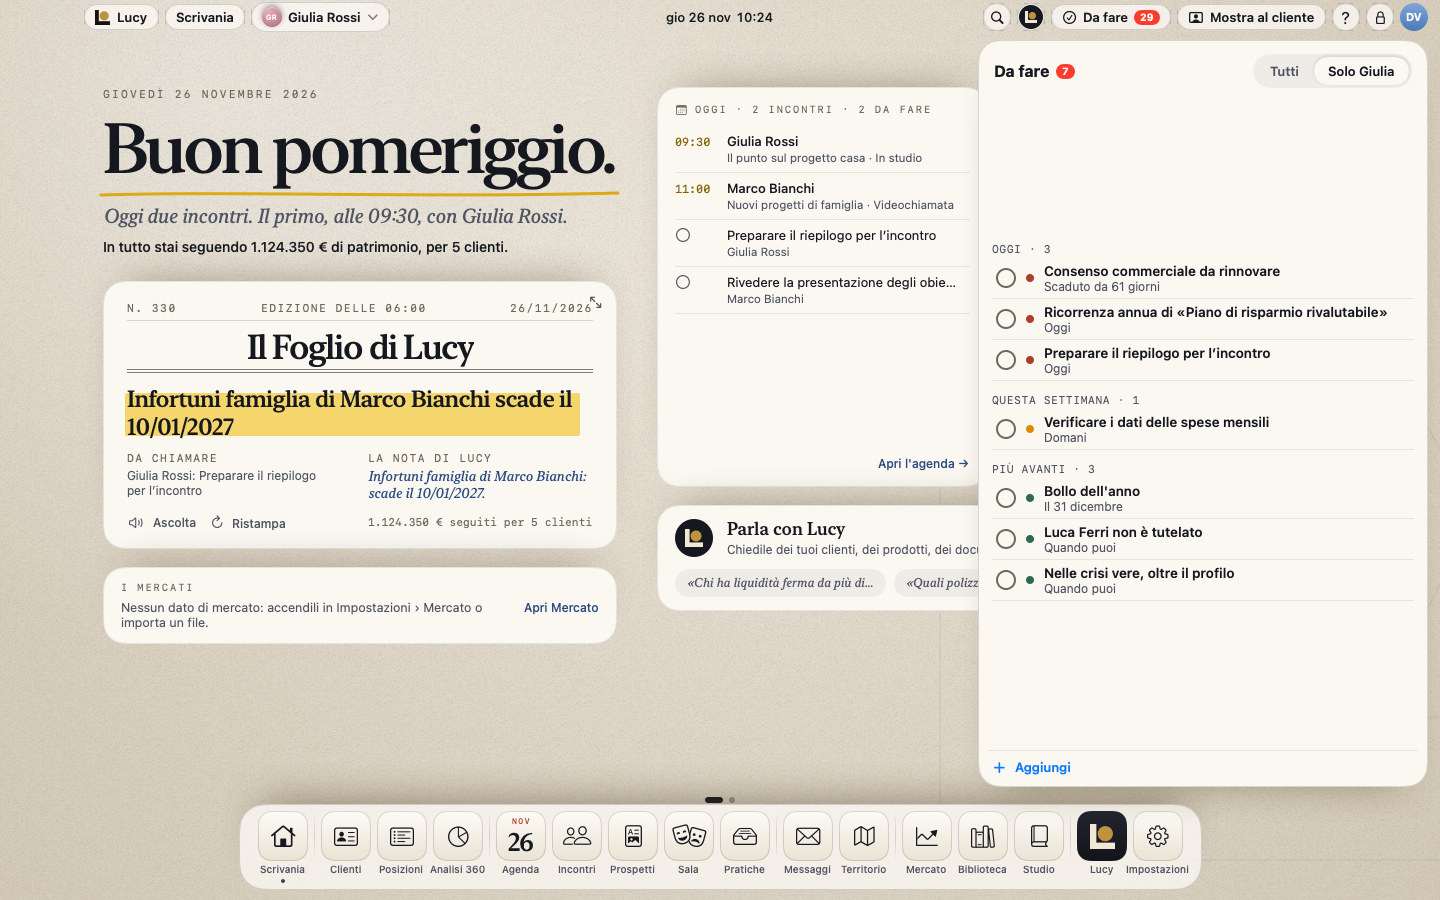 Lucy
Scrivania
GR Giulia Rossi
gio 26 nov 10:24
Da fare 29
Mostra al cliente
?
DV
GIOVEDÌ 26 NOVEMBRE 2026
Buon pomeriggio.
Oggi due incontri. Il primo, alle 09:30, con Giulia Rossi.
In tutto stai seguendo 1.124.350 € di patrimonio, per 5 clienti.
N. 330 EDIZIONE DELLE 06:00 26/11/2026
Il Foglio di Lucy
Infortuni famiglia di Marco Bianchi scade il
10/01/2027
DA CHIAMARE
Giulia Rossi: Preparare il riepilogo
per l’incontro
LA NOTA DI LUCY
Infortuni famiglia di Marco Bianchi:
scade il 10/01/2027.
Ascolta Ristampa
1.124.350 € seguiti per 5 clienti
I MERCATI
Nessun dato di mercato: accendili in Impostazioni › Mercato o
importa un file.
Apri Mercato
OGGI · 2 INCONTRI · 2 DA FARE
09:30 Giulia Rossi
Il punto sul progetto casa · In studio
11:00 Marco Bianchi
Nuovi progetti di famiglia · Videochiamata
Preparare il riepilogo per l’incontro
Giulia Rossi
Rivedere la presentazione degli obie…
Marco Bianchi
Apri l'agenda →
Parla con Lucy
Chiedile dei tuoi clienti, dei prodotti, dei docu
«Chi ha liquidità ferma da più di…
«Quali polizz
Da fare 7
Tutti Solo Giulia
OGGI · 3
Consenso commerciale da rinnovare
Scaduto da 61 giorni
Ricorrenza annua di «Piano di risparmio rivalutabile»
Oggi
Preparare il riepilogo per l’incontro
Oggi
QUESTA SETTIMANA · 1
Verificare i dati delle spese mensili
Domani
PIÙ AVANTI · 3
Bollo dell'anno
Il 31 dicembre
Luca Ferri non è tutelato
Quando puoi
Nelle crisi vere, oltre il profilo
Quando puoi
+ Aggiungi
NOV
26
Scrivania Clienti Posizioni Analisi 360 Agenda Incontri Prospetti Sala Pratiche Messaggi Territorio Mercato Biblioteca Studio Lucy Impostazioni